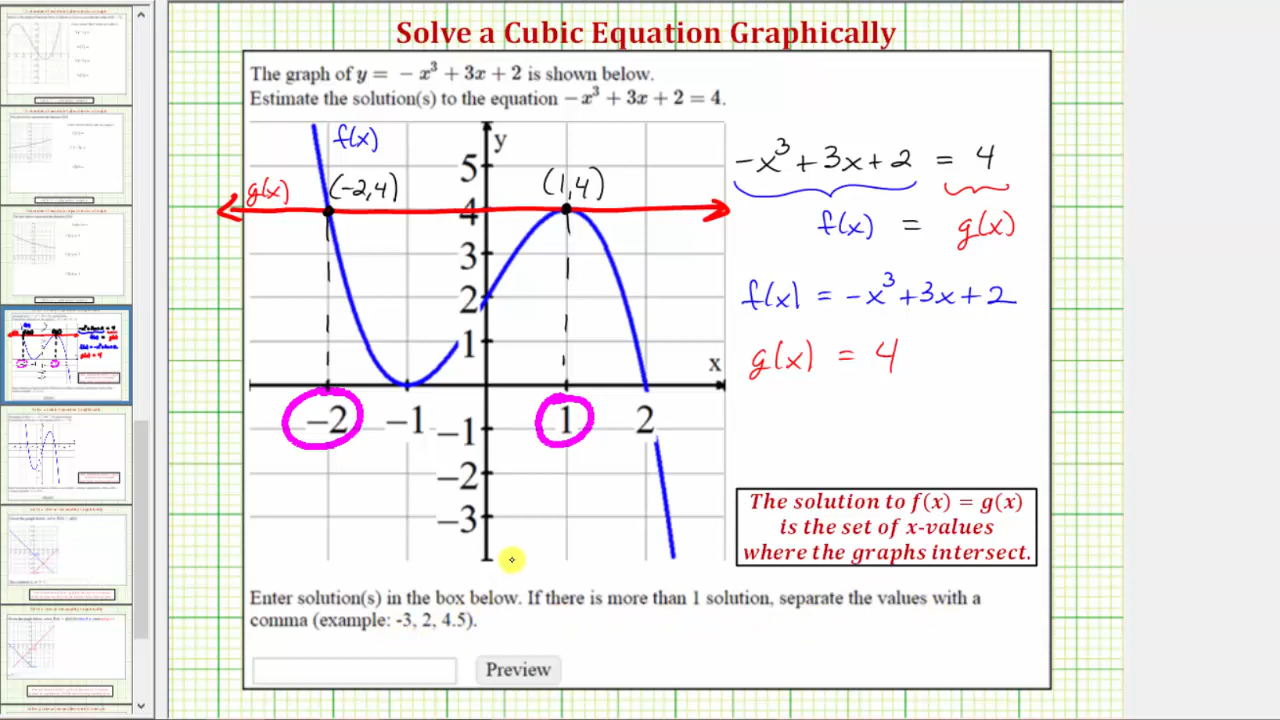 Solve a Cubic Equation Graphically
The graph of y = − x³ + 3x + 2 is shown below.
Estimate the solution(s) to the equation −x³ + 3x + 2 = 4.
f(x)
y
g(x)
(-2,4)
(1,4)
5
4
3
2
1
x
−2
−1
1
2
−1
−2
−3
-x³ + 3x + 2 = 4
f(x) = g(x)
f(x) = -x³ + 3x + 2
g(x) = 4
The solution to f(x) = g(x)
is the set of x-values
where the graphs intersect.
Enter solution(s) in the box below. If there is more than 1 solution, separate the values with a
comma (example: -3, 2, 4.5).
Preview